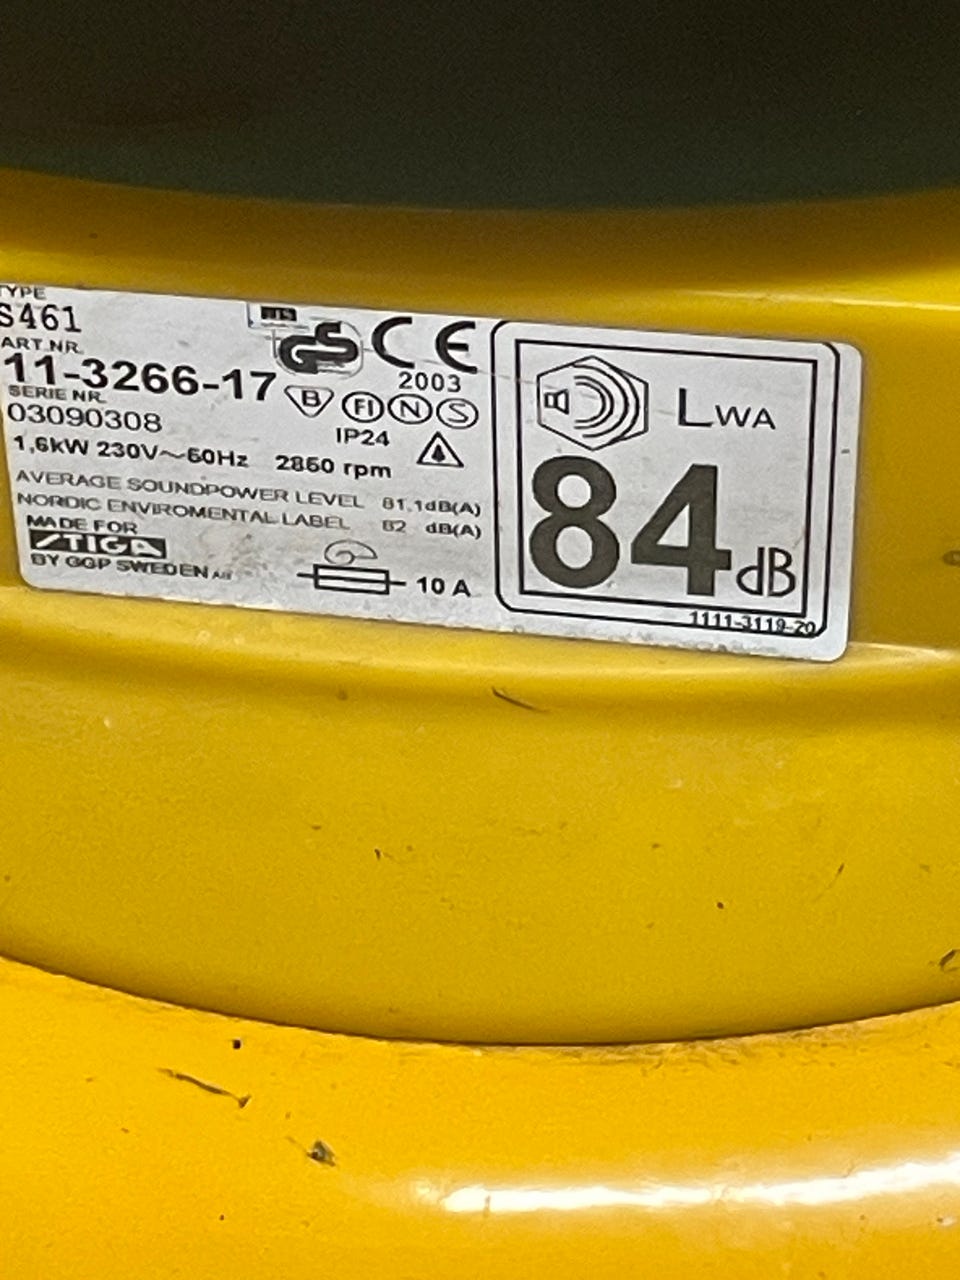 TYPE
S461
ART.NR.
11-3266-17
SERIE NR.
03090308
1,6kW 230V~50Hz 2850 rpm
AVERAGE SOUNDPOWER LEVEL 81,1dB(A)
NORDIC ENVIROMENTAL LABEL 82 dB(A)
MADE FOR
STIGA
BY GGP SWEDEN AB
GS CE
2003
B FI N S
IP24
10 A
LWA
84dB
1111-3119-20